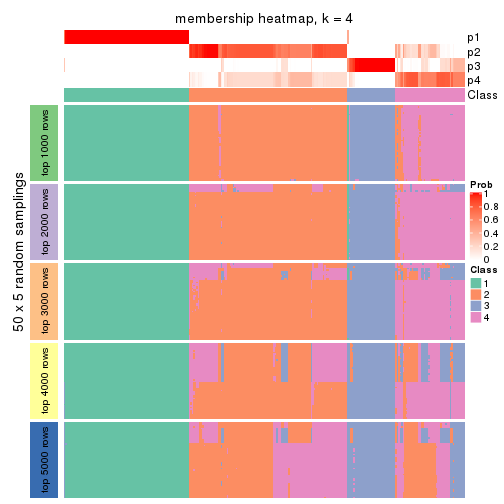 membership heatmap, k = 4
p1
p2
p3
p4
Class
50 x 5 random samplings
top 1000 rows
top 2000 rows
top 3000 rows
top 4000 rows
top 5000 rows
Prob
1
0.8
0.6
0.4
0.2
0
Class
1
2
3
4